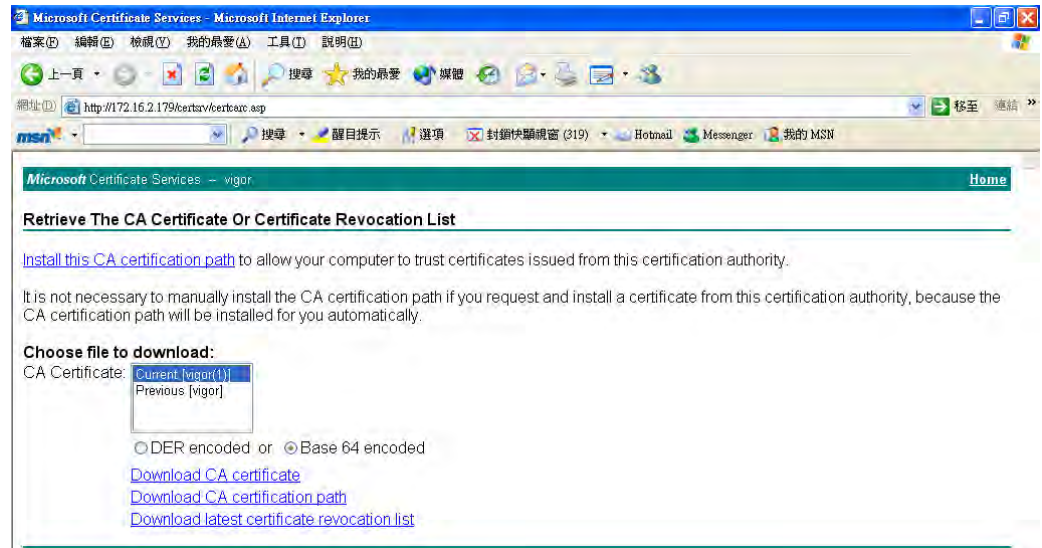 Microsoft Certificate Services - Microsoft Internet Explorer
檔案(F) 編輯(E) 檢視(V) 我的最愛(A) 工具(T) 說明(H)
上一頁 搜尋 我的最愛 媒體
網址(D) http://172.16.2.179/certsrv/certcarc.asp 移至 連結 »
msn 搜尋 醒目提示 選項 封鎖快顯視窗 (319) Hotmail Messenger 我的 MSN
Microsoft Certificate Services -- vigor Home
Retrieve The CA Certificate Or Certificate Revocation List
Install this CA certification path to allow your computer to trust certificates issued from this certification authority.
It is not necessary to manually install the CA certification path if you request and install a certificate from this certification authority, because the
CA certification path will be installed for you automatically.
Choose file to download:
CA Certificate: Current [vigor(1)]
Previous [vigor]
DER encoded or Base 64 encoded
Download CA certificate
Download CA certification path
Download latest certificate revocation list